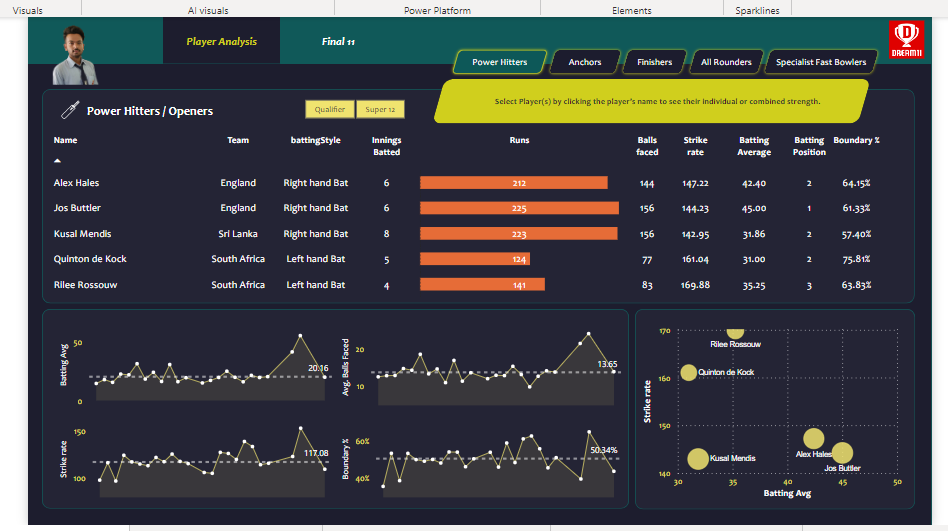 Visuals AI visuals Power Platform Elements Sparklines
Player Analysis Final 11
DREAM11
Power Hitters Anchors Finishers All Rounders Specialist Fast Bowlers
Select Player(s) by clicking the player's name to see their individual or combined strength.
Power Hitters / Openers Qualifier Super 12
Name Team battingStyle Innings Batted Runs Balls faced Strike rate Batting Average Batting Position Boundary %
Alex Hales England Right hand Bat 6 212 144 147.22 42.40 2 64.15%
Jos Buttler England Right hand Bat 6 225 156 144.23 45.00 1 61.33%
Kusal Mendis Sri Lanka Right hand Bat 8 223 156 142.95 31.86 2 57.40%
Quinton de Kock South Africa Left hand Bat 5 124 77 161.04 31.00 2 75.81%
Rilee Rossouw South Africa Left hand Bat 4 141 83 169.88 35.25 3 63.83%
Batting Avg
50
0
20.16
Avg. Balls Faced
20
10
13.65
Strike rate
150
100
117.08
Boundary %
60%
40%
50.34%
Strike rate
170
160
150
140
Rilee Rossouw
Quinton de Kock
Kusal Mendis
Alex Hales
Jos Buttler
30 35 40 45 50
Batting Avg